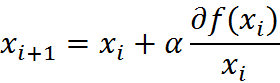 x_{i+1} = x_i + α ∂f(x_i)/x_i